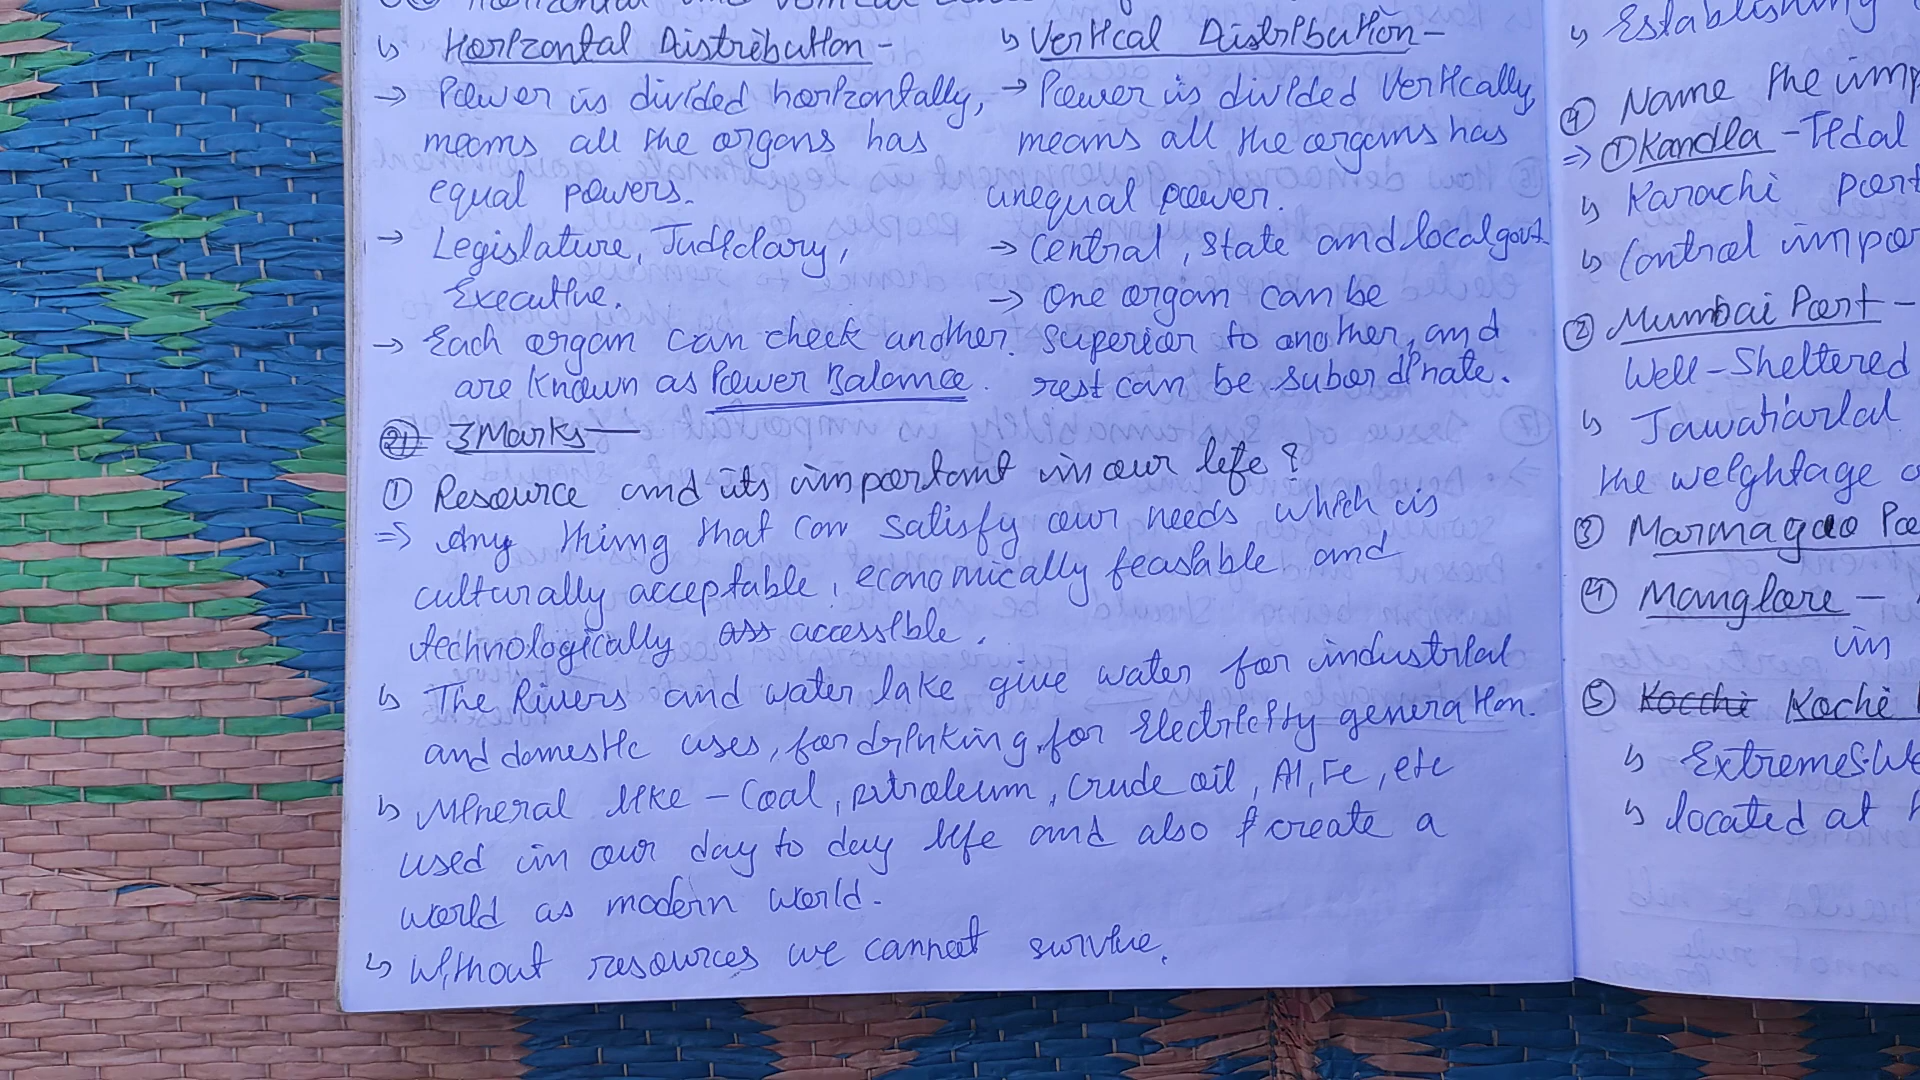 Horizontal and Vertical
↳ Horizontal Distribution -
→ Power is divided horizontally,
means all the organs has
equal powers.
→ Legislature, Judiciary,
Executive.
→ Each organ can check another.
are known as Power Balance.
↳ Vertical Distribution -
→ Power is divided Vertically
means all the organs has
unequal power.
→ Central, state and local govt.
→ One organ can be
superior to another, and
rest can be subordinate.
21 3 Marks —
① Resource and its important in our life?
⇒ Any thing that can satisfy our needs which is
culturally acceptable, economically feasable and
technologically ass accessible.
↳ The Rivers and water lake give water for industrial
and domestic uses, for drinking, for Electricity generation.
↳ Mineral like - Coal, petroleum, crude oil, Al, Fe, etc
used in our day to day life and also create a
world as modern world.
↳ Without resources we cannot survive.
↳ Establishing
④ Name the imp
⇒ ① Kandla - Tidal
↳ Karachi port
↳ Control impo
② Mumbai Port -
Well-Sheltered
↳
the weightage
③ Marmagao Po
④ Manglore -
in
⑤ Kocchi Kochi
↳ Extreme S.W
↳ located at